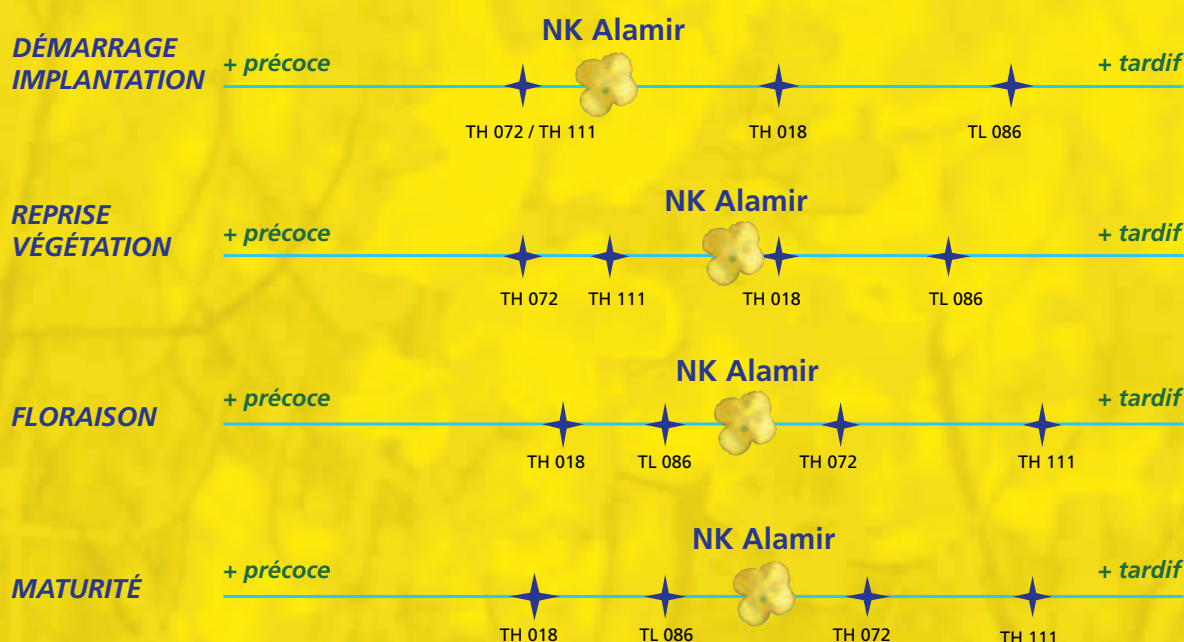 NK Alamir
DÉMARRAGE
IMPLANTATION
+ précoce
+ tardif
TH 072 / TH 111
TH 018
TL 086
NK Alamir
REPRISE
VÉGÉTATION
+ précoce
+ tardif
TH 072
TH 111
TH 018
TL 086
NK Alamir
FLORAISON
+ précoce
+ tardif
TH 018
TL 086
TH 072
TH 111
NK Alamir
MATURITÉ
+ précoce
+ tardif
TH 018
TL 086
TH 072
TH 111